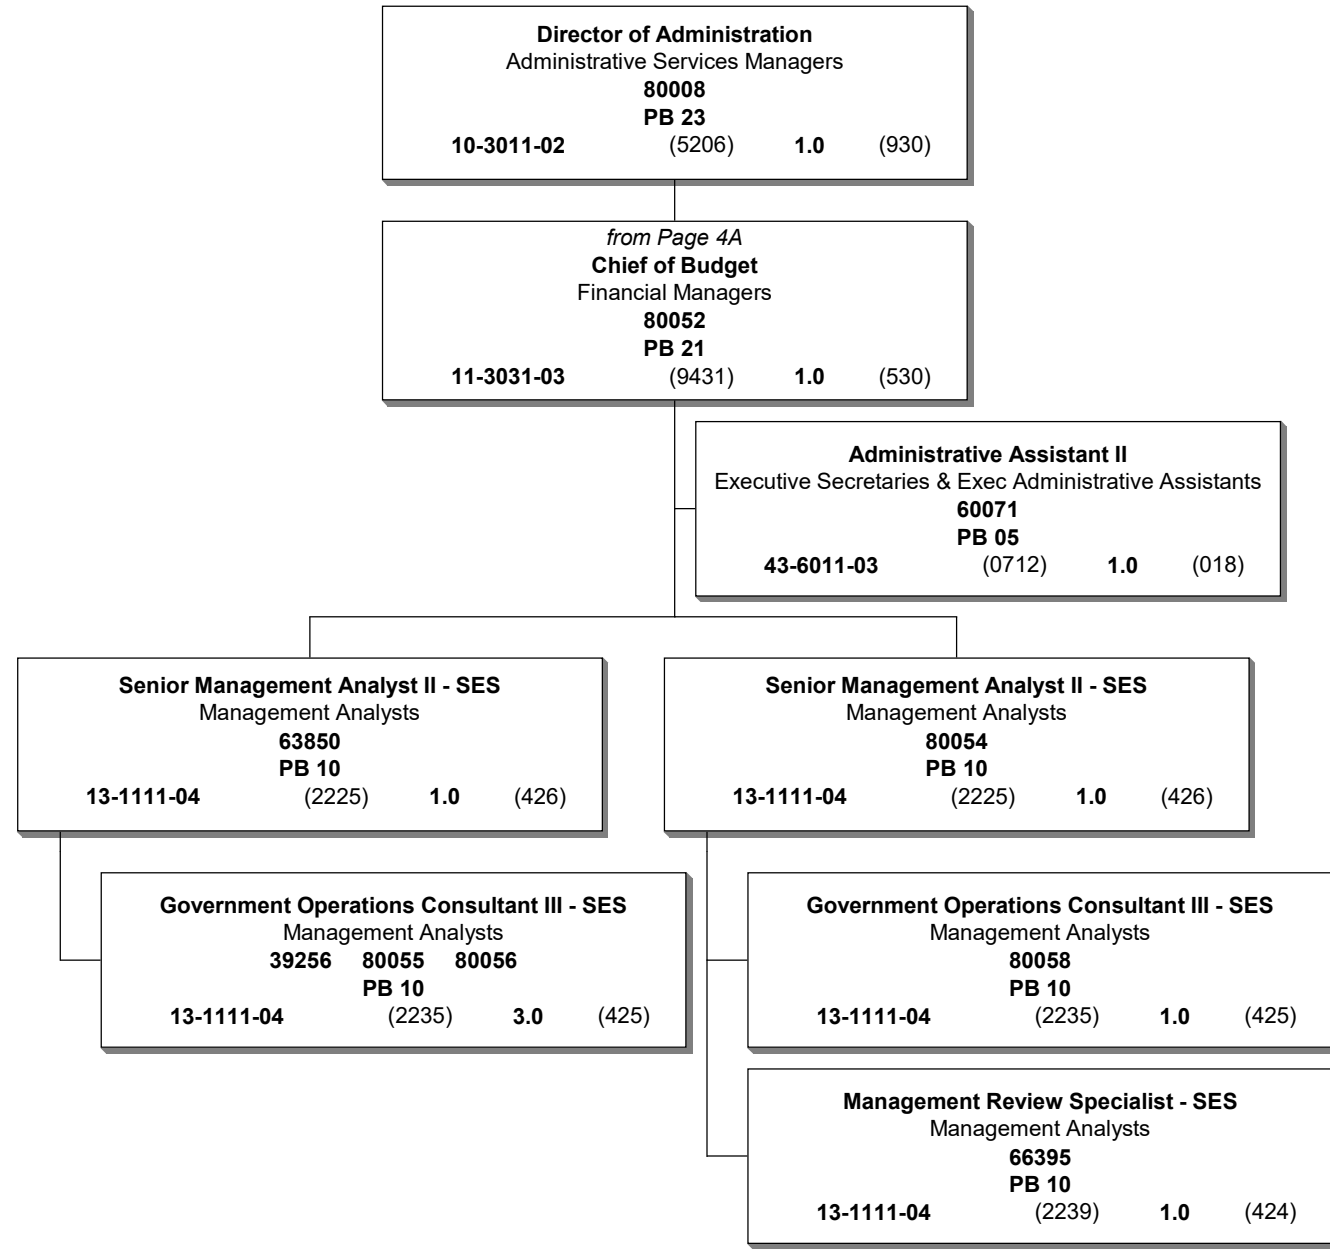 Director of Administration
Administrative Services Managers
80008
PB 23
10-3011-02 (5206) 1.0 (930)
from Page 4A
Chief of Budget
Financial Managers
80052
PB 21
11-3031-03 (9431) 1.0 (530)
Administrative Assistant II
Executive Secretaries & Exec Administrative Assistants
60071
PB 05
43-6011-03 (0712) 1.0 (018)
Senior Management Analyst II - SES
Management Analysts
63850
PB 10
13-1111-04 (2225) 1.0 (426)
Senior Management Analyst II - SES
Management Analysts
80054
PB 10
13-1111-04 (2225) 1.0 (426)
Government Operations Consultant III - SES
Management Analysts
39256 80055 80056
PB 10
13-1111-04 (2235) 3.0 (425)
Government Operations Consultant III - SES
Management Analysts
80058
PB 10
13-1111-04 (2235) 1.0 (425)
Management Review Specialist - SES
Management Analysts
66395
PB 10
13-1111-04 (2239) 1.0 (424)